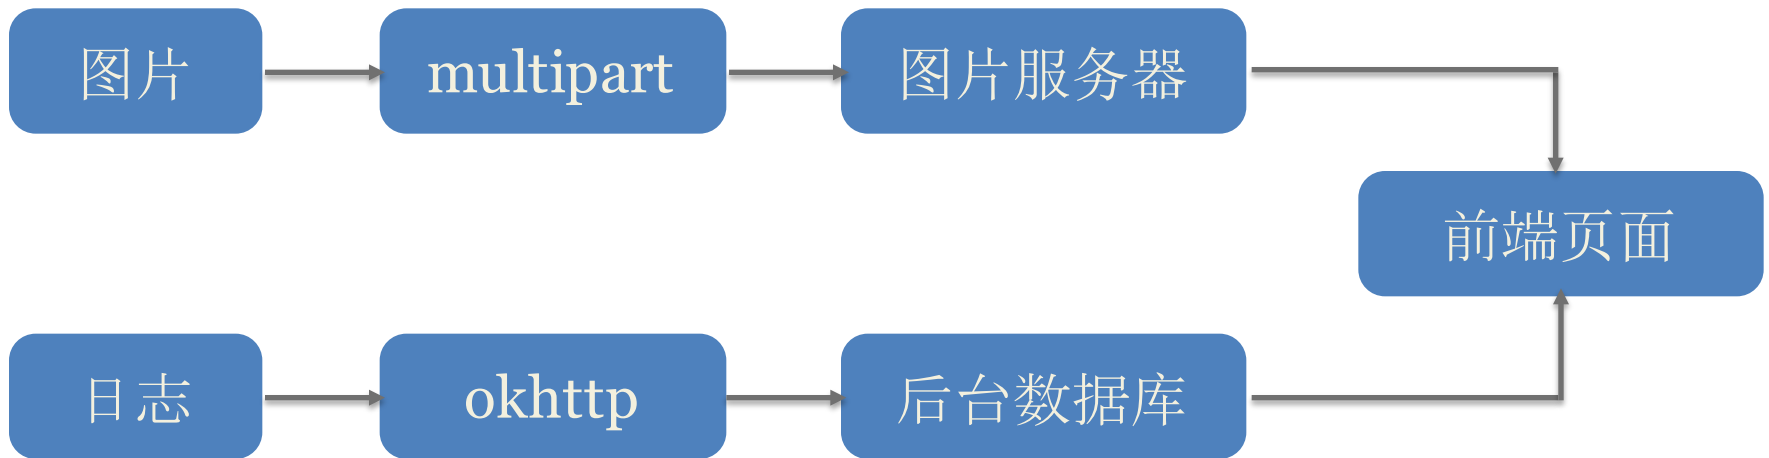 图片
multipart
图片服务器
前端页面
日志
okhttp
后台数据库